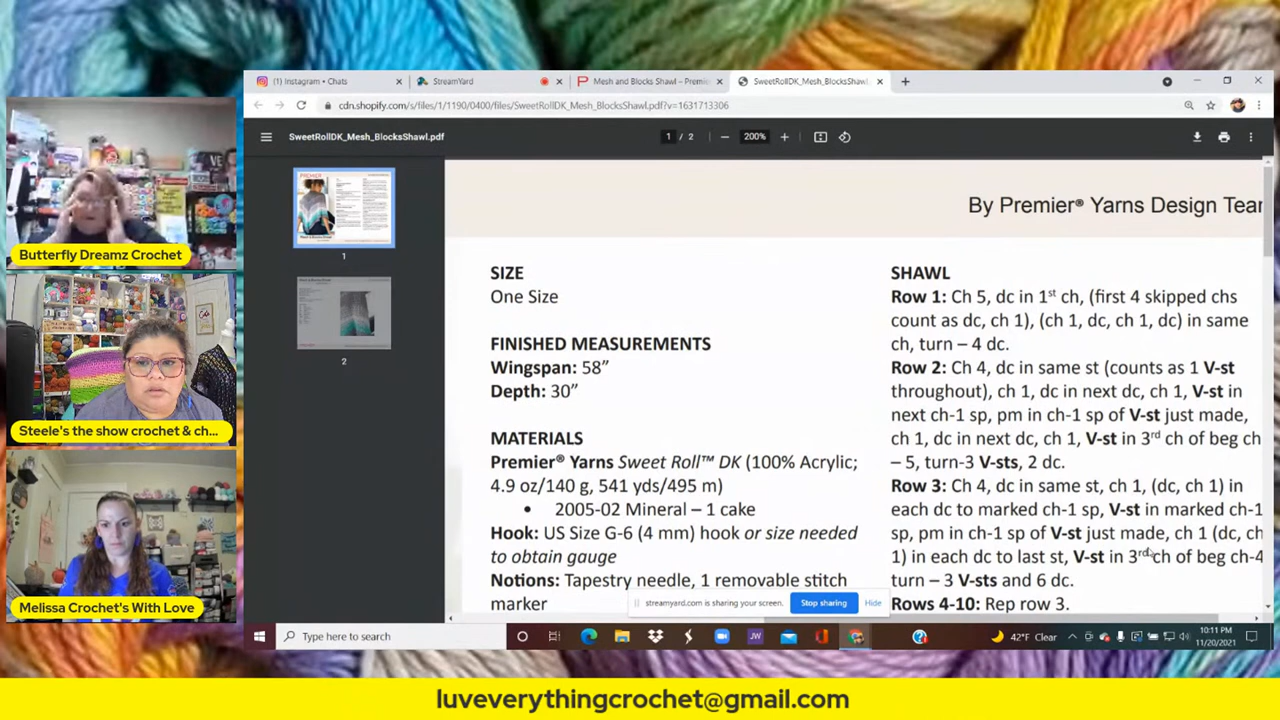 (1) Instagram • Chats
StreamYard
Mesh and Blocks Shawl – Premie
SweetRollDK_Mesh_BlocksShawl.
cdn.shopify.com/s/files/1/1190/0400/files/SweetRollDK_Mesh_BlocksShawl.pdf?v=1631713306
SweetRollDK_Mesh_BlocksShawl.pdf
1 / 2
200%
1
2
By Premier® Yarns Design Tear
SIZE
One Size
FINISHED MEASUREMENTS
Wingspan: 58”
Depth: 30”
MATERIALS
Premier® Yarns Sweet Roll™ DK (100% Acrylic;
4.9 oz/140 g, 541 yds/495 m)
• 2005-02 Mineral – 1 cake
Hook: US Size G-6 (4 mm) hook or size needed
to obtain gauge
Notions: Tapestry needle, 1 removable stitch
marker
SHAWL
Row 1: Ch 5, dc in 1st ch, (first 4 skipped chs
count as dc, ch 1), (ch 1, dc, ch 1, dc) in same
ch, turn – 4 dc.
Row 2: Ch 4, dc in same st (counts as 1 V-st
throughout), ch 1, dc in next dc, ch 1, V-st in
next ch-1 sp, pm in ch-1 sp of V-st just made,
ch 1, dc in next dc, ch 1, V-st in 3rd ch of beg ch
– 5, turn-3 V-sts, 2 dc.
Row 3: Ch 4, dc in same st, ch 1, (dc, ch 1) in
each dc to marked ch-1 sp, V-st in marked ch-1
sp, pm in ch-1 sp of V-st just made, ch 1 (dc, ch
1) in each dc to last st, V-st in 3rd ch of beg ch-4
turn – 3 V-sts and 6 dc.
Rows 4-10: Rep row 3.
streamyard.com is sharing your screen.
Stop sharing
Hide
Type here to search
JW
42°F Clear
10:11 PM
11/20/2021
Butterfly Dreamz Crochet
Steele's the show crochet & ch...
Melissa Crochet's With Love
luveverythingcrochet@gmail.com